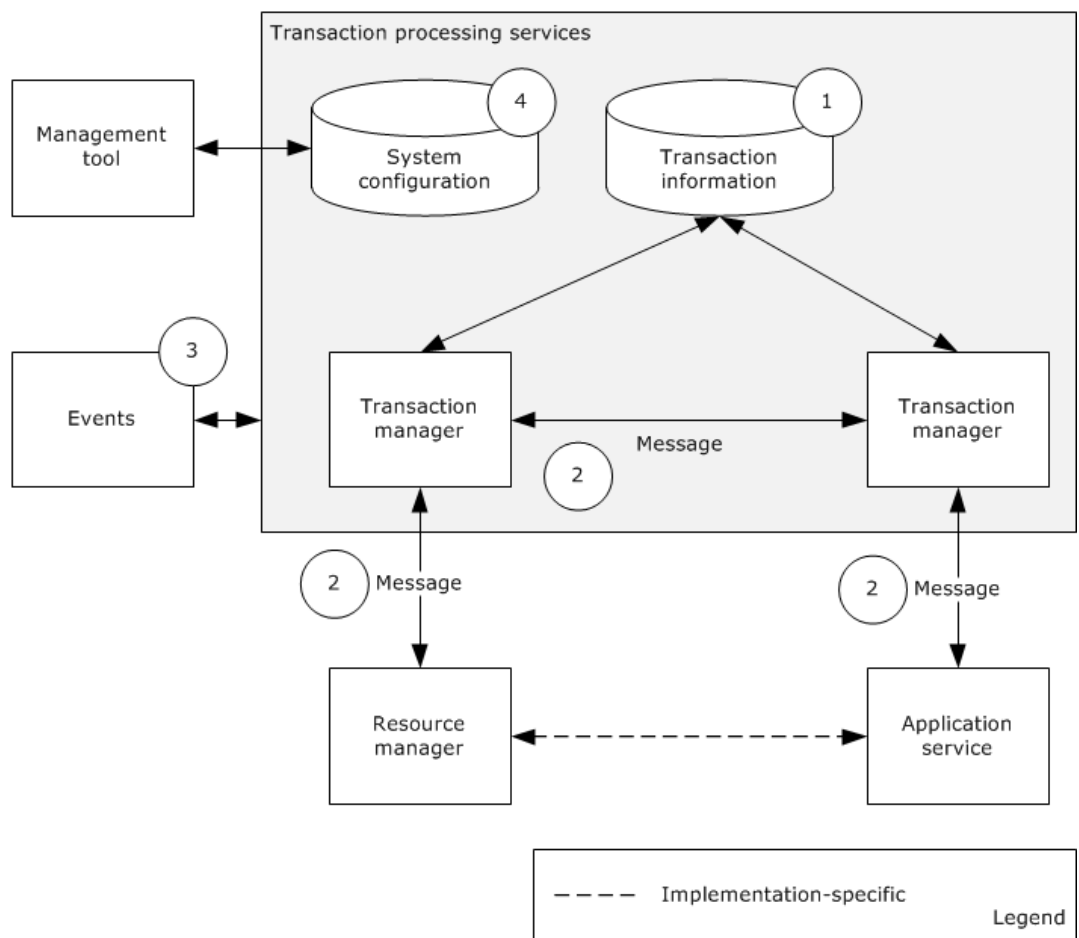 Transaction processing services
4
1
Management
tool
System
configuration
Transaction
information
3
Events
Transaction
manager
Message
2
Transaction
manager
2
Message
2
Message
Resource
manager
Application
service
Implementation-specific
Legend